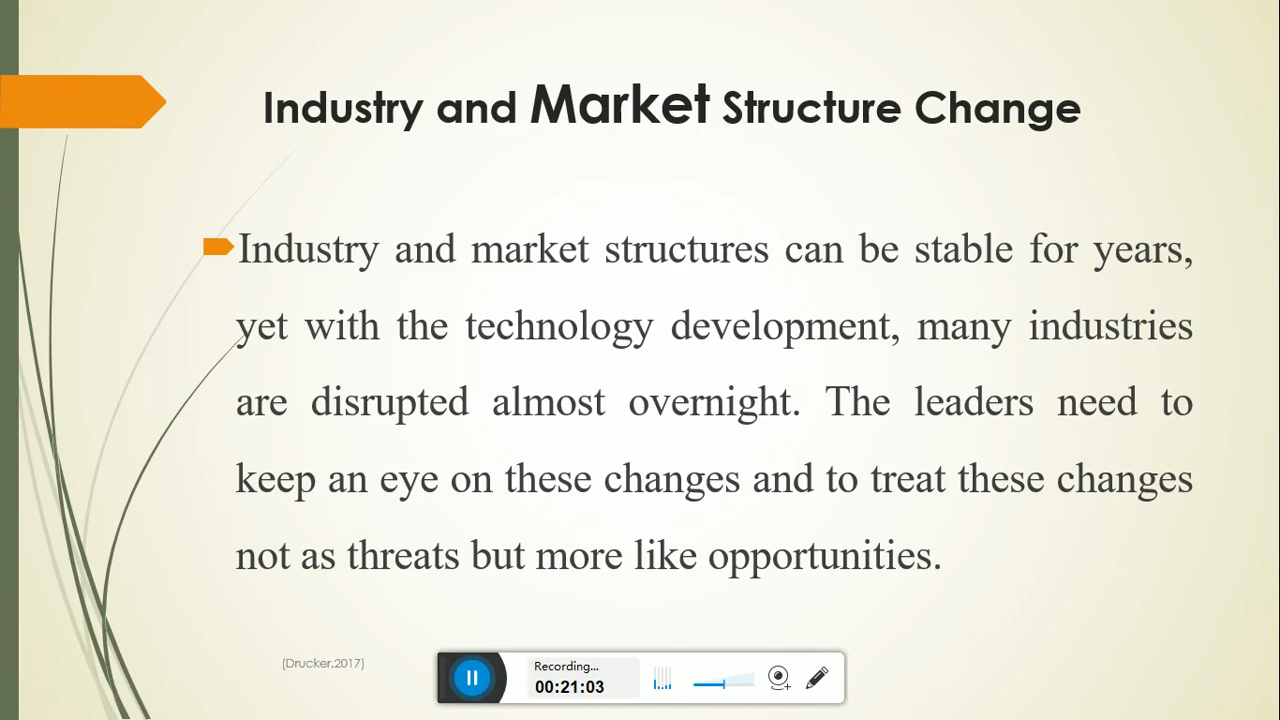 Industry and Market Structure Change
Industry and market structures can be stable for years,
yet with the technology development, many industries
are disrupted almost overnight. The leaders need to
keep an eye on these changes and to treat these changes
not as threats but more like opportunities.
(Drucker,2017)
Recording...
00:21:03